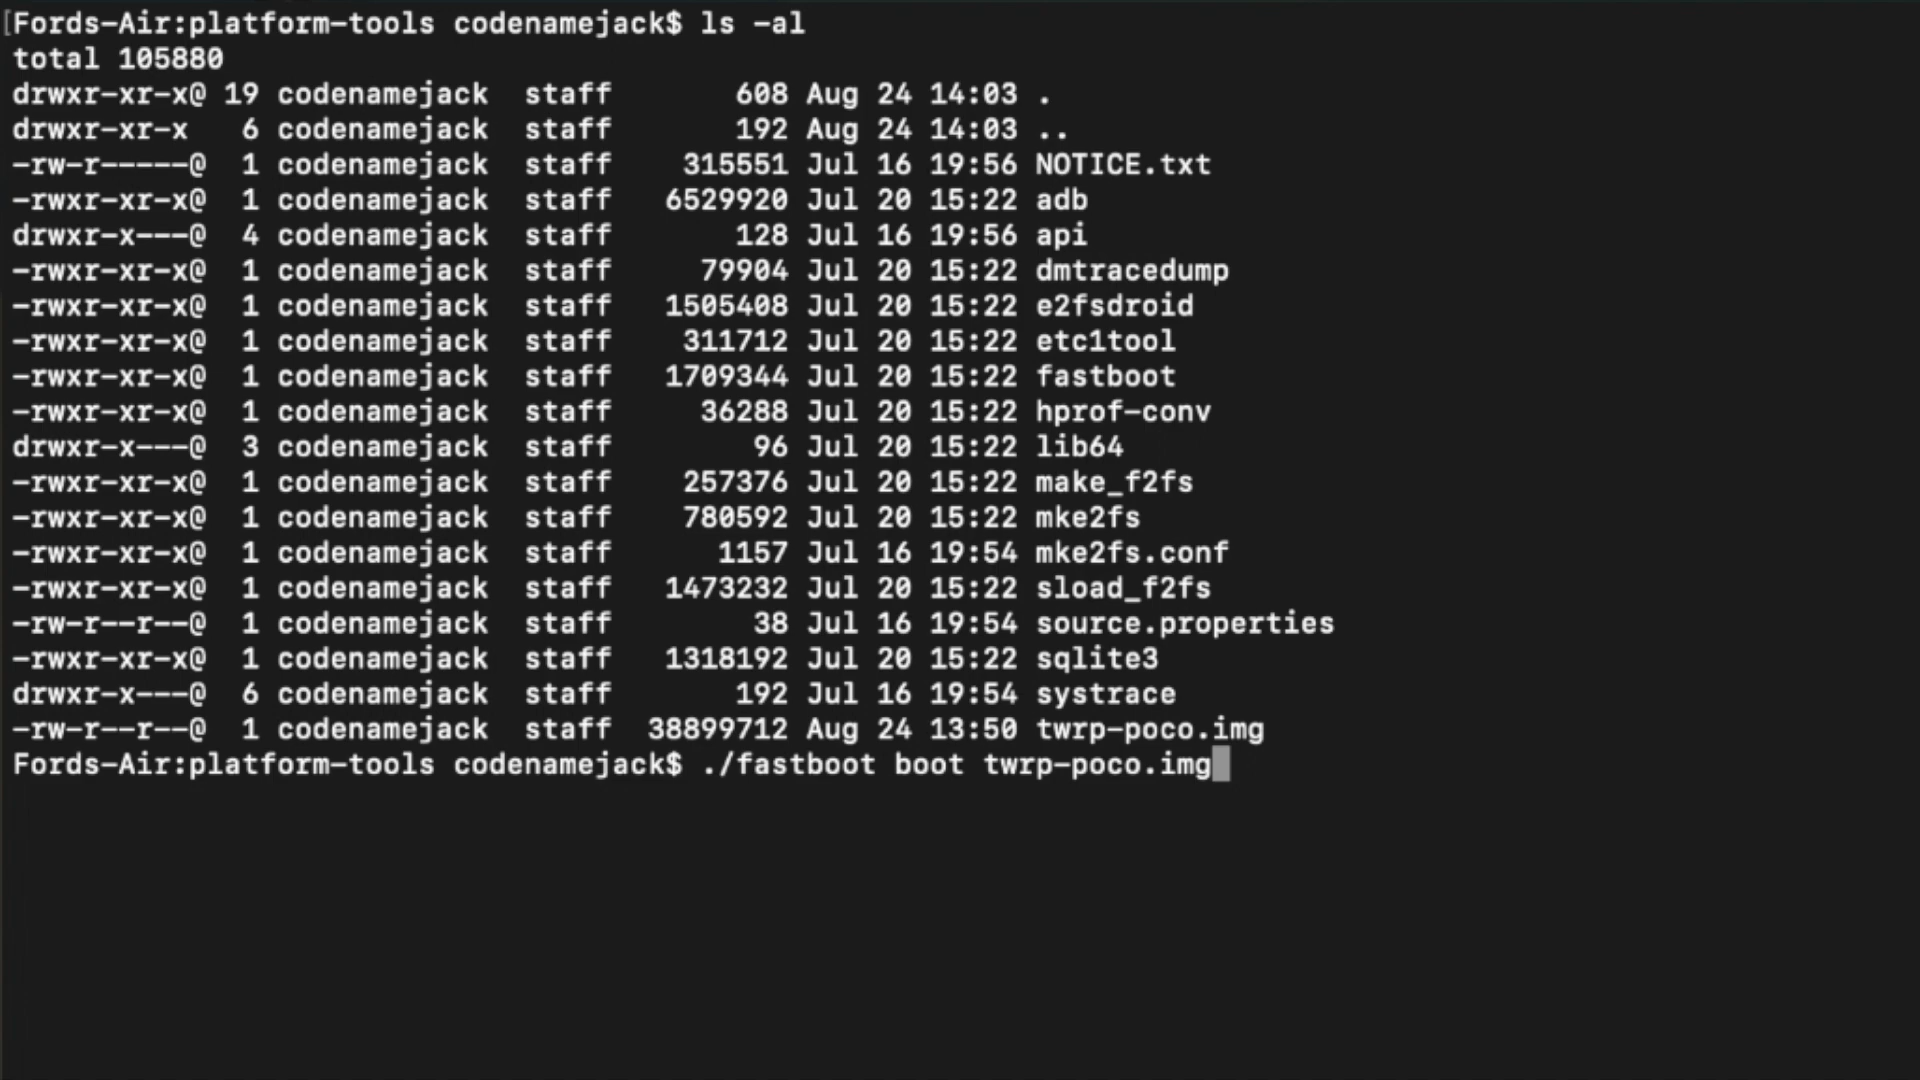 [Fords-Air:platform-tools codenamejack$ ls -al
total 105880
drwxr-xr-x@ 19 codenamejack  staff       608 Aug 24 14:03 .
drwxr-xr-x   6 codenamejack  staff       192 Aug 24 14:03 ..
-rw-r-----@  1 codenamejack  staff    315551 Jul 16 19:56 NOTICE.txt
-rwxr-xr-x@  1 codenamejack  staff   6529920 Jul 20 15:22 adb
drwxr-x---@  4 codenamejack  staff       128 Jul 16 19:56 api
-rwxr-xr-x@  1 codenamejack  staff     79904 Jul 20 15:22 dmtracedump
-rwxr-xr-x@  1 codenamejack  staff   1505408 Jul 20 15:22 e2fsdroid
-rwxr-xr-x@  1 codenamejack  staff    311712 Jul 20 15:22 etc1tool
-rwxr-xr-x@  1 codenamejack  staff   1709344 Jul 20 15:22 fastboot
-rwxr-xr-x@  1 codenamejack  staff     36288 Jul 20 15:22 hprof-conv
drwxr-x---@  3 codenamejack  staff        96 Jul 20 15:22 lib64
-rwxr-xr-x@  1 codenamejack  staff    257376 Jul 20 15:22 make_f2fs
-rwxr-xr-x@  1 codenamejack  staff    780592 Jul 20 15:22 mke2fs
-rwxr-xr-x@  1 codenamejack  staff      1157 Jul 16 19:54 mke2fs.conf
-rwxr-xr-x@  1 codenamejack  staff   1473232 Jul 20 15:22 sload_f2fs
-rw-r--r--@  1 codenamejack  staff        38 Jul 16 19:54 source.properties
-rwxr-xr-x@  1 codenamejack  staff   1318192 Jul 20 15:22 sqlite3
drwxr-x---@  6 codenamejack  staff       192 Jul 16 19:54 systrace
-rw-r--r--@  1 codenamejack  staff  38899712 Aug 24 13:50 twrp-poco.img
Fords-Air:platform-tools codenamejack$ ./fastboot boot twrp-poco.img